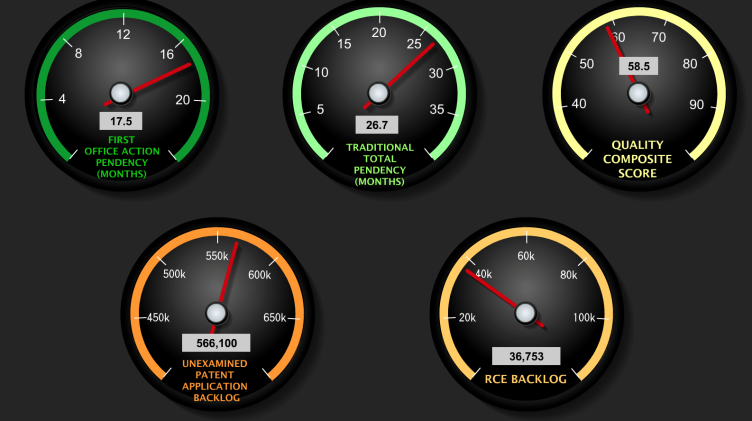 4
8
12
16
20
17.5
FIRST
OFFICE ACTION
PENDENCY
(MONTHS)
5
10
15
20
25
30
35
26.7
TRADITIONAL
TOTAL
PENDENCY
(MONTHS)
40
50
60
70
80
90
58.5
QUALITY
COMPOSITE
SCORE
450k
500k
550k
600k
650k
566,100
UNEXAMINED
PATENT
APPLICATION
BACKLOG
20k
40k
60k
80k
100k
36,753
RCE BACKLOG